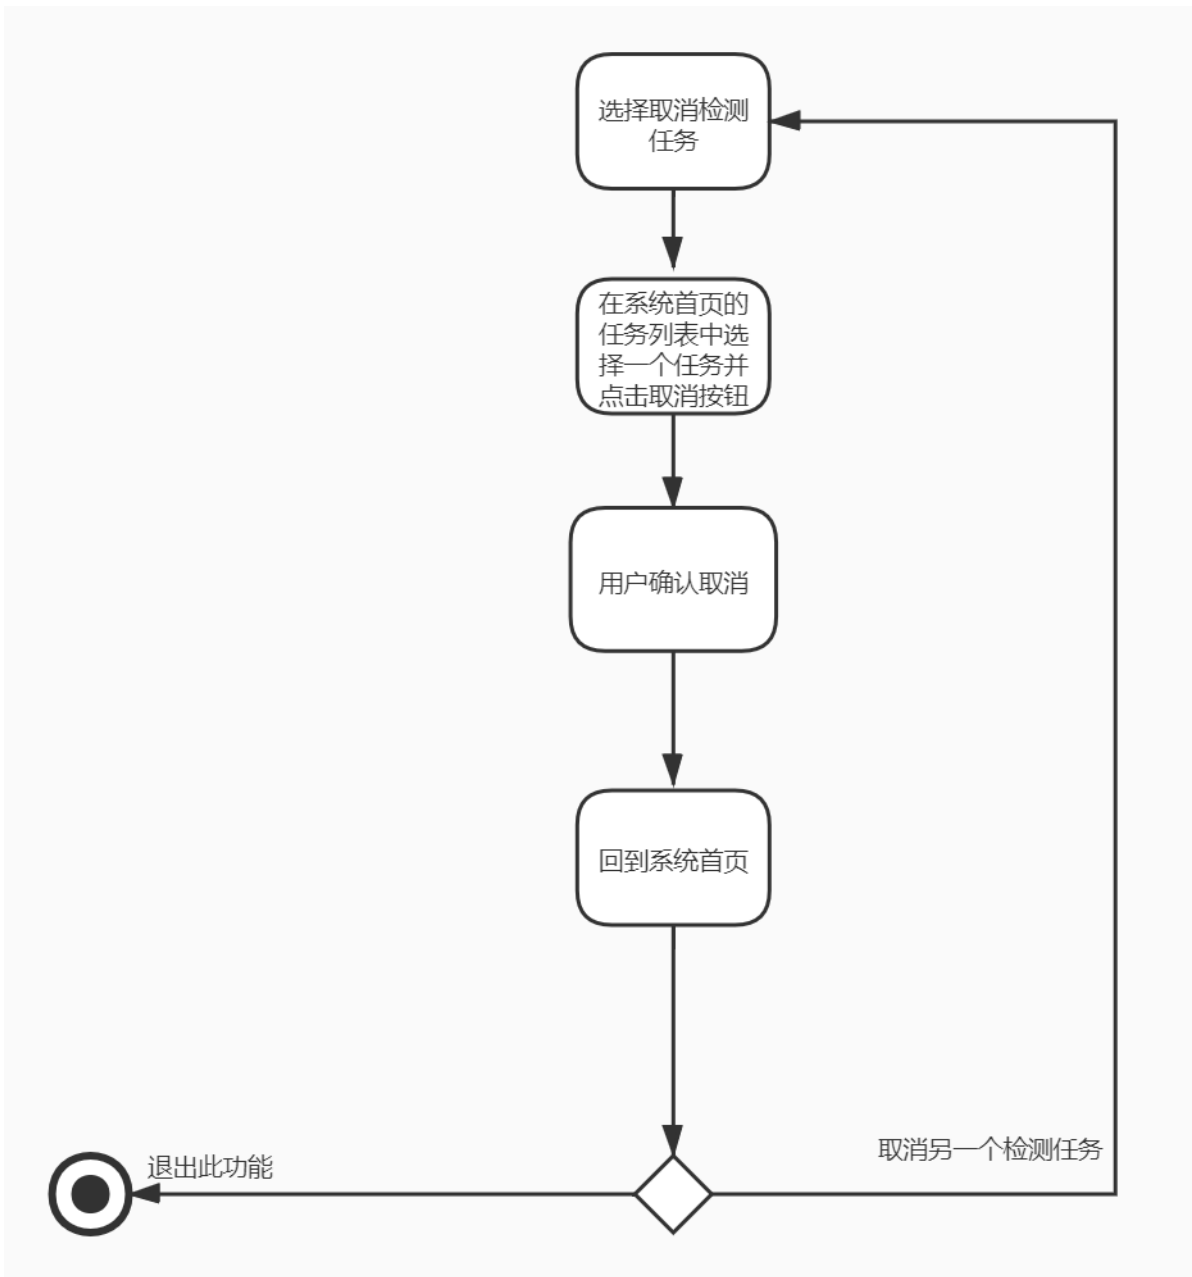 选择取消检测
任务
在系统首页的
任务列表中选
择一个任务并
点击取消按钮
用户确认取消
回到系统首页
取消另一个检测任务
退出此功能